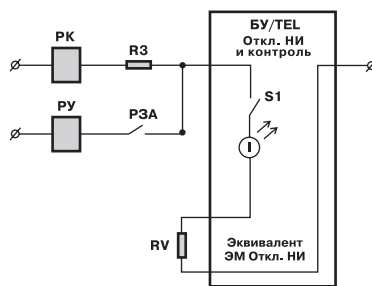 БУ/TEL
Откл. НИ
и контроль
РК
R3
S1
РУ
РЗА
I
RV
Эквивалент
ЭМ Откл. НИ